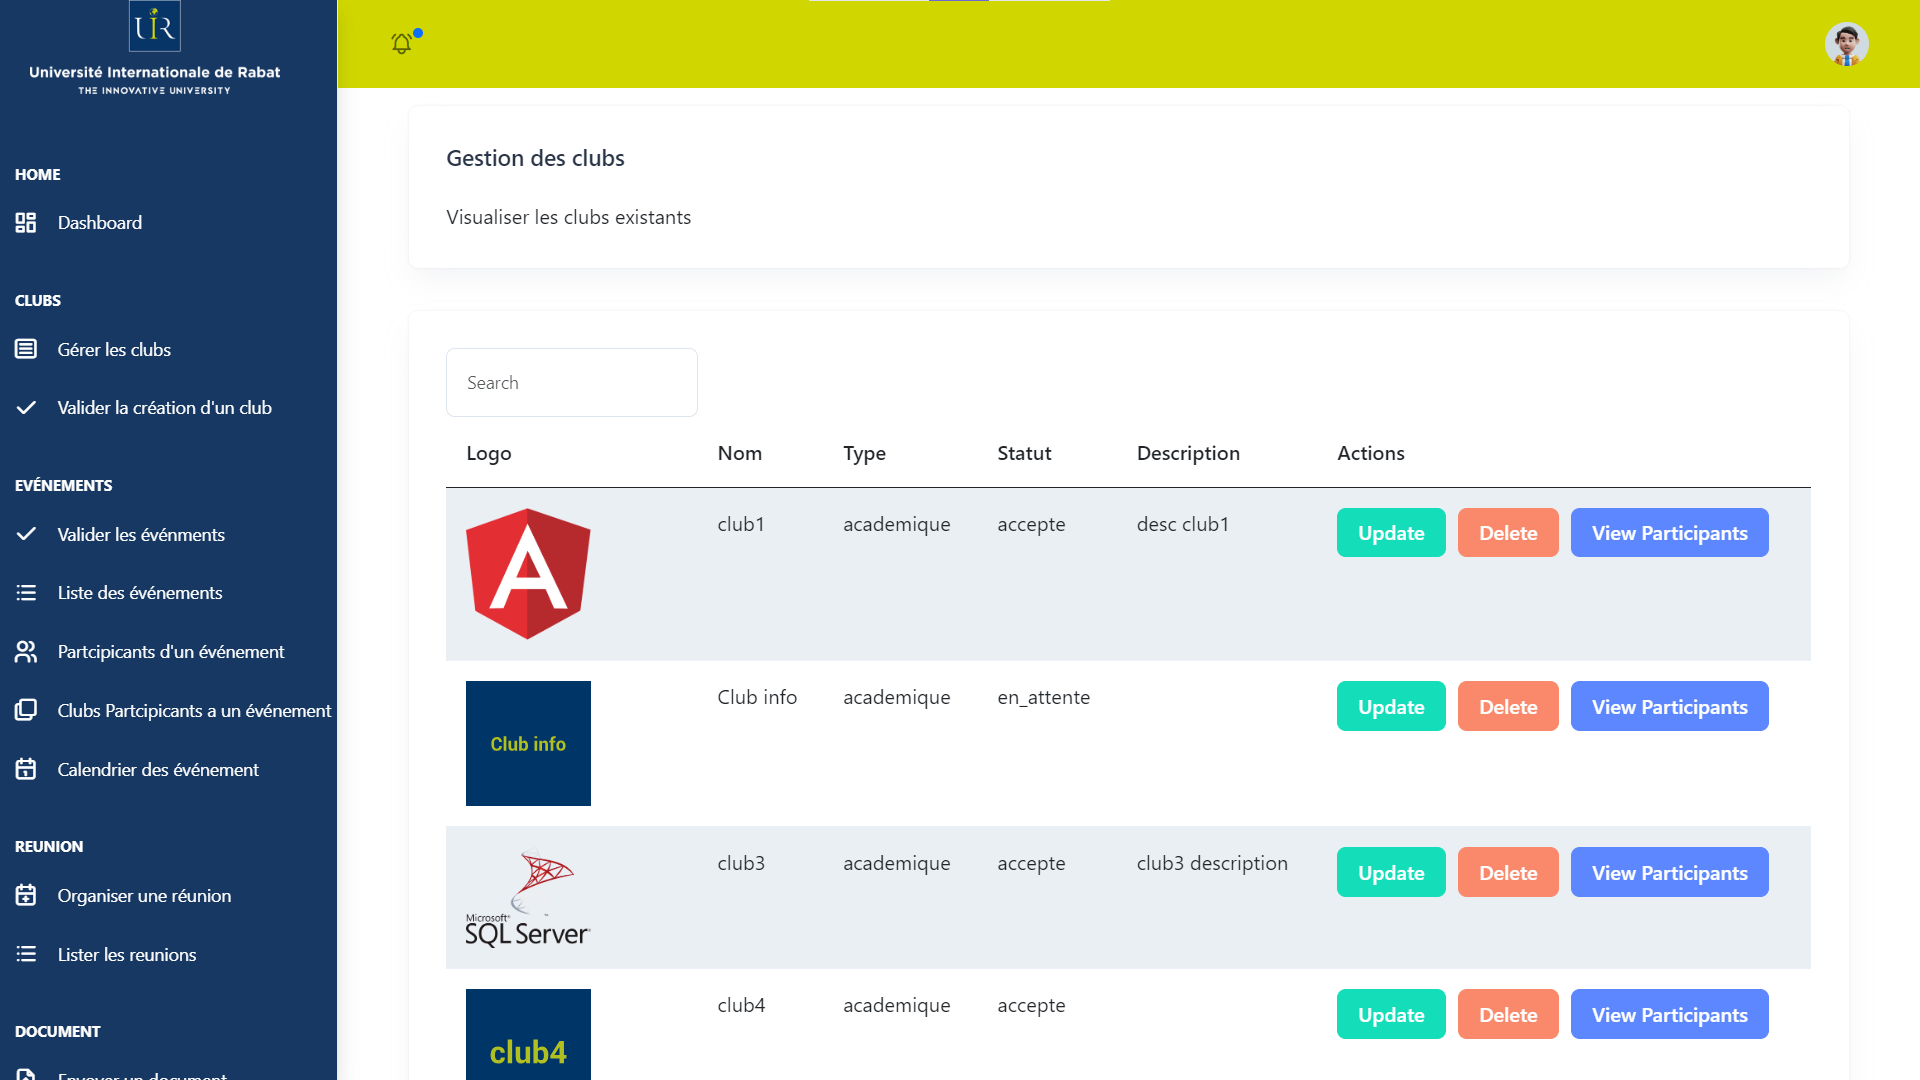 UIR
Université Internationale de Rabat
THE INNOVATIVE UNIVERSITY
HOME
Dashboard
CLUBS
Gérer les clubs
Valider la création d'un club
EVÉNEMENTS
Valider les événments
Liste des événements
Partcipicants d'un événement
Clubs Partcipicants a un événement
Calendrier des événement
REUNION
Organiser une réunion
Lister les reunions
DOCUMENT
Envoyer un document
Gestion des clubs
Visualiser les clubs existants
Search
Logo Nom Type Statut Description Actions
club1 academique accepte desc club1 Update Delete View Participants
Club info academique en_attente Update Delete View Participants
Club info
club3 academique accepte club3 description Update Delete View Participants
Microsoft®
SQL Server®
club4 academique accepte Update Delete View Participants
club4